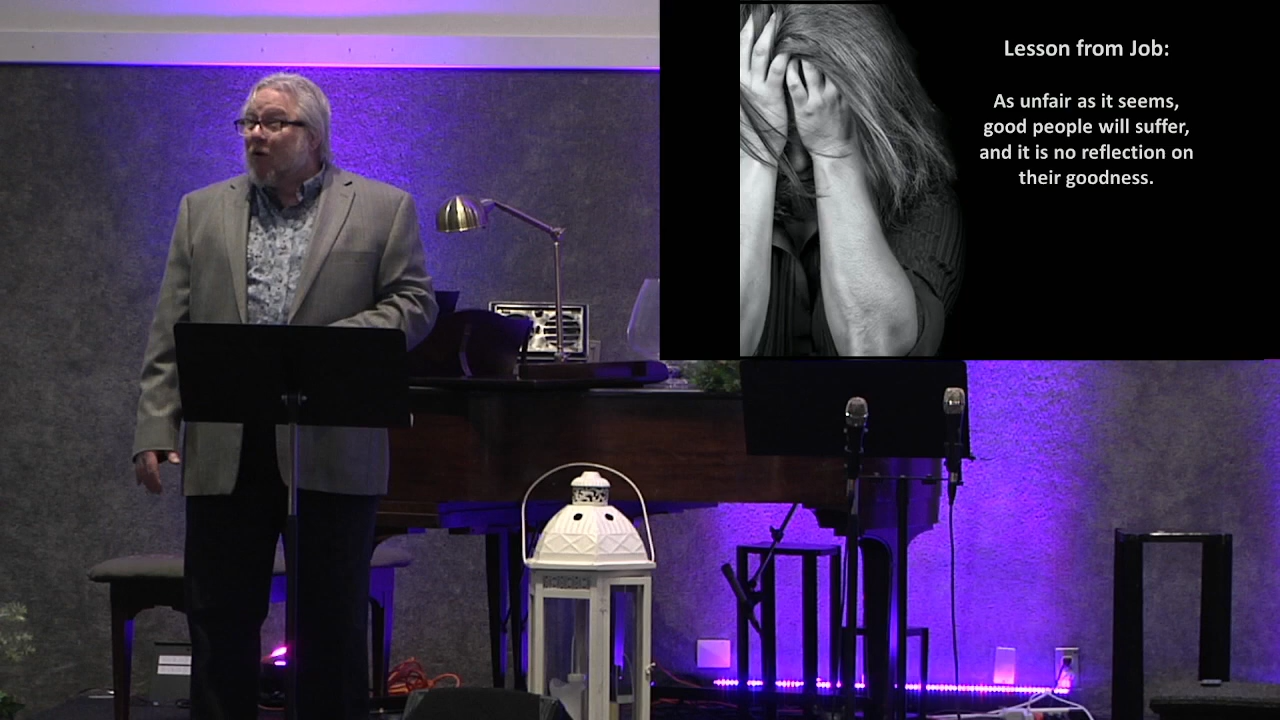 Lesson from Job:
As unfair as it seems,
good people will suffer,
and it is no reflection on
their goodness.